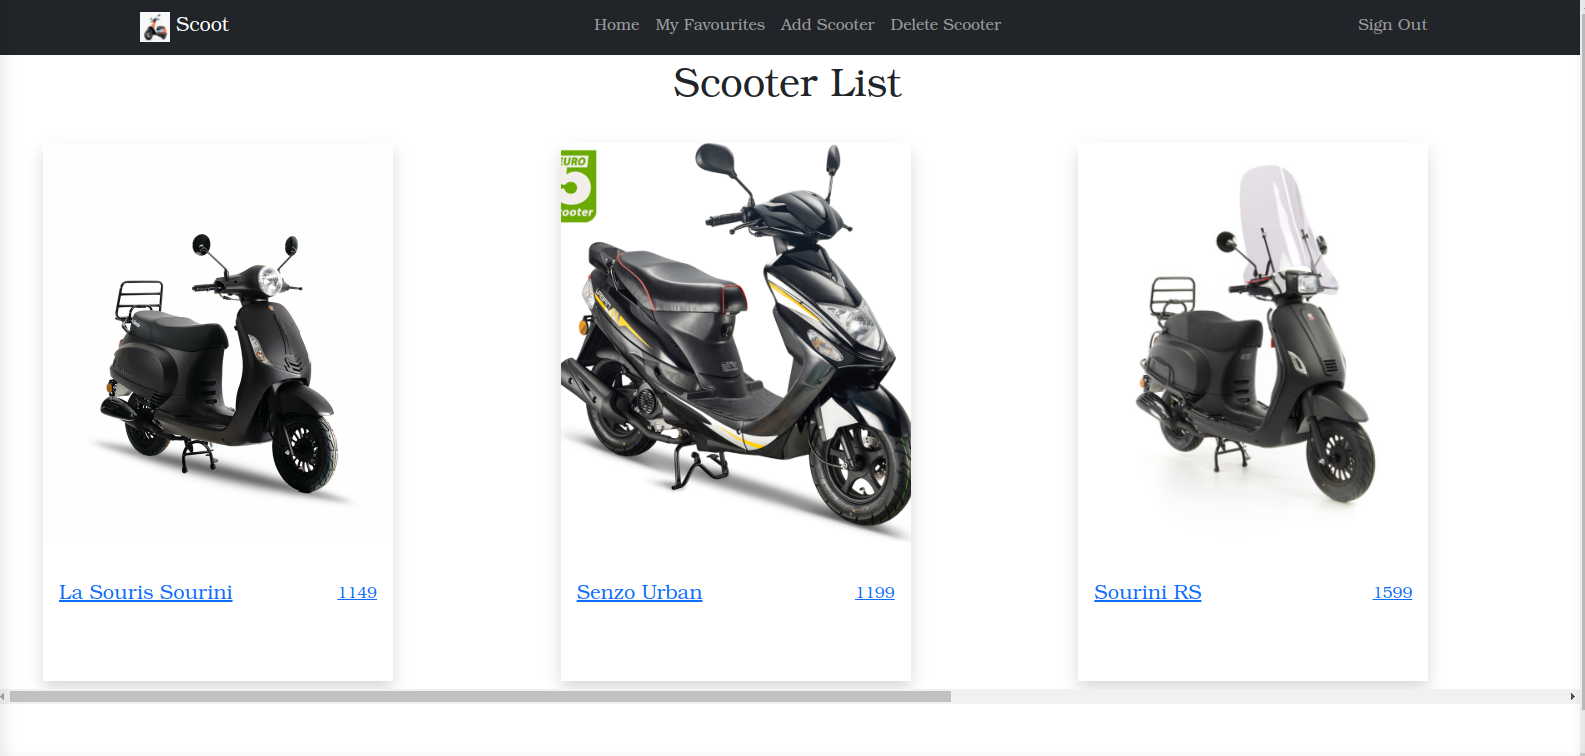 Scoot
Home My Favourites Add Scooter Delete Scooter
Sign Out
Scooter List
EURO
5
cooter
La Souris Sourini 1149
Senzo Urban 1199
Sourini RS 1599